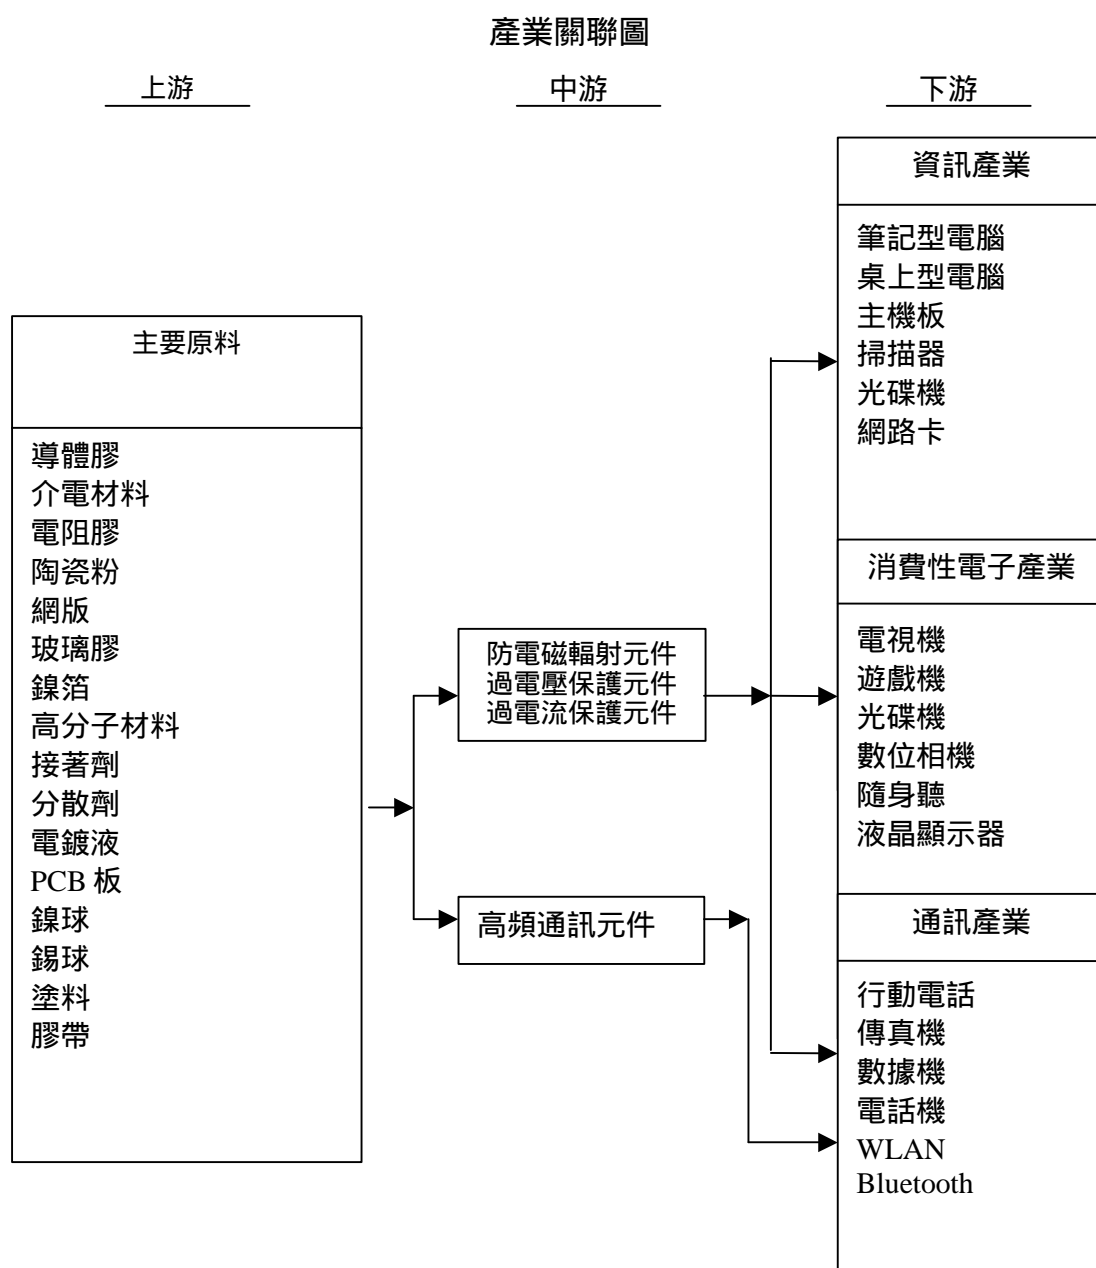 產業關聯圖
上游
中游
下游
主要原料
導體膠
介電材料
電阻膠
陶瓷粉
網版
玻璃膠
鎳箔
高分子材料
接著劑
分散劑
電鍍液
PCB 板
鎳球
錫球
塗料
膠帶
防電磁輻射元件
過電壓保護元件
過電流保護元件
高頻通訊元件
資訊產業
筆記型電腦
桌上型電腦
主機板
掃描器
光碟機
網路卡
消費性電子產業
電視機
遊戲機
光碟機
數位相機
隨身聽
液晶顯示器
通訊產業
行動電話
傳真機
數據機
電話機
WLAN
Bluetooth